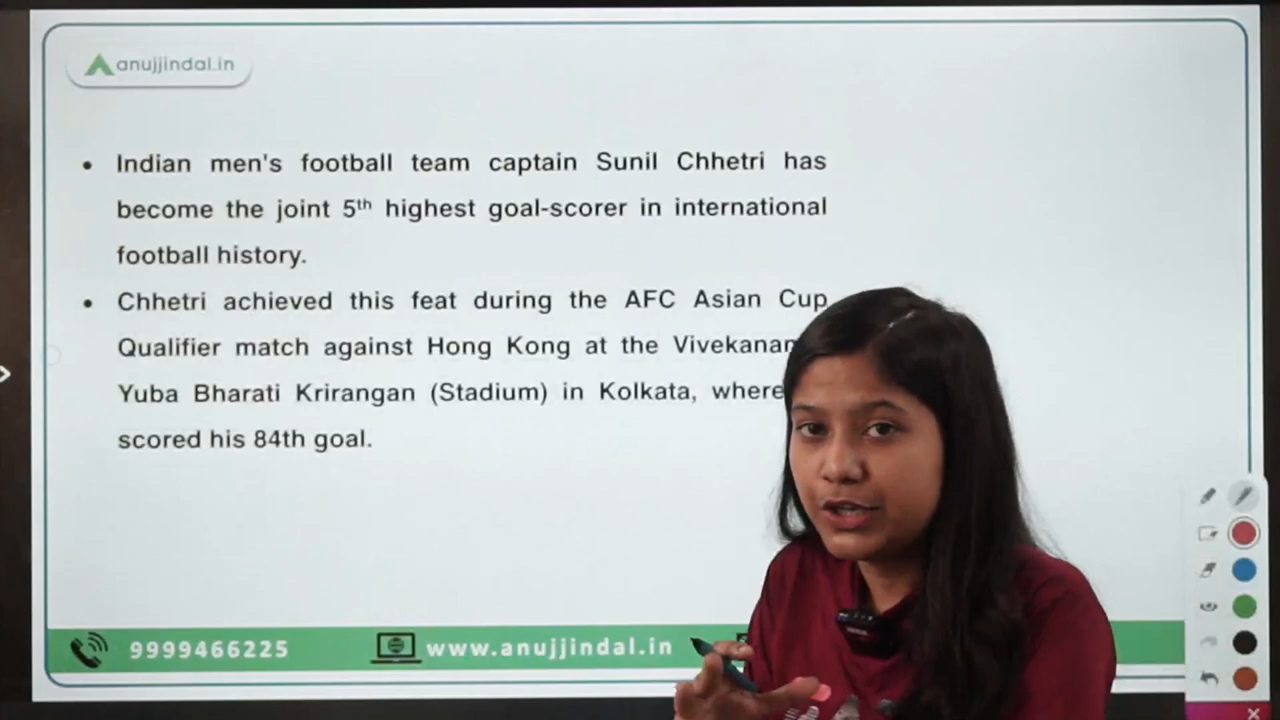 anujjindal.in
• Indian men's football team captain Sunil Chhetri has
become the joint 5th highest goal-scorer in international
football history.
• Chhetri achieved this feat during the AFC Asian Cup
Qualifier match against Hong Kong at the
Yuba Bharati Krirangan (Stadium) in Kolkata, where
scored his 84th goal.
9999466225
www.anujjindal.in